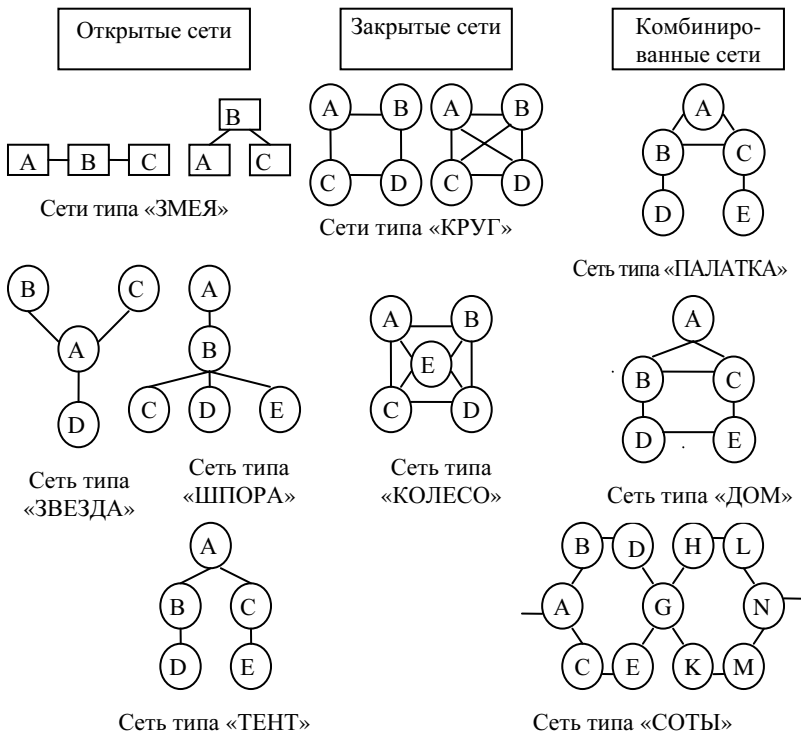 Открытые сети
Закрытые сети
Комбиниро-
ванные сети
A B C
B
A C
Сети типа «ЗМЕЯ»
A B
C D
A B
C D
Сети типа «КРУГ»
A
B C
D E
Сеть типа «ПАЛАТКА»
B C
A
D
Сеть типа
«ЗВЕЗДА»
A
B
C D E
Сеть типа
«ШПОРА»
A B
E
C D
Сеть типа
«КОЛЕСО»
A
B C
D E
Сеть типа «ДОМ»
A
B C
D E
Сеть типа «ТЕНТ»
B D H L
A G N
C E K M
Сеть типа «СОТЫ»